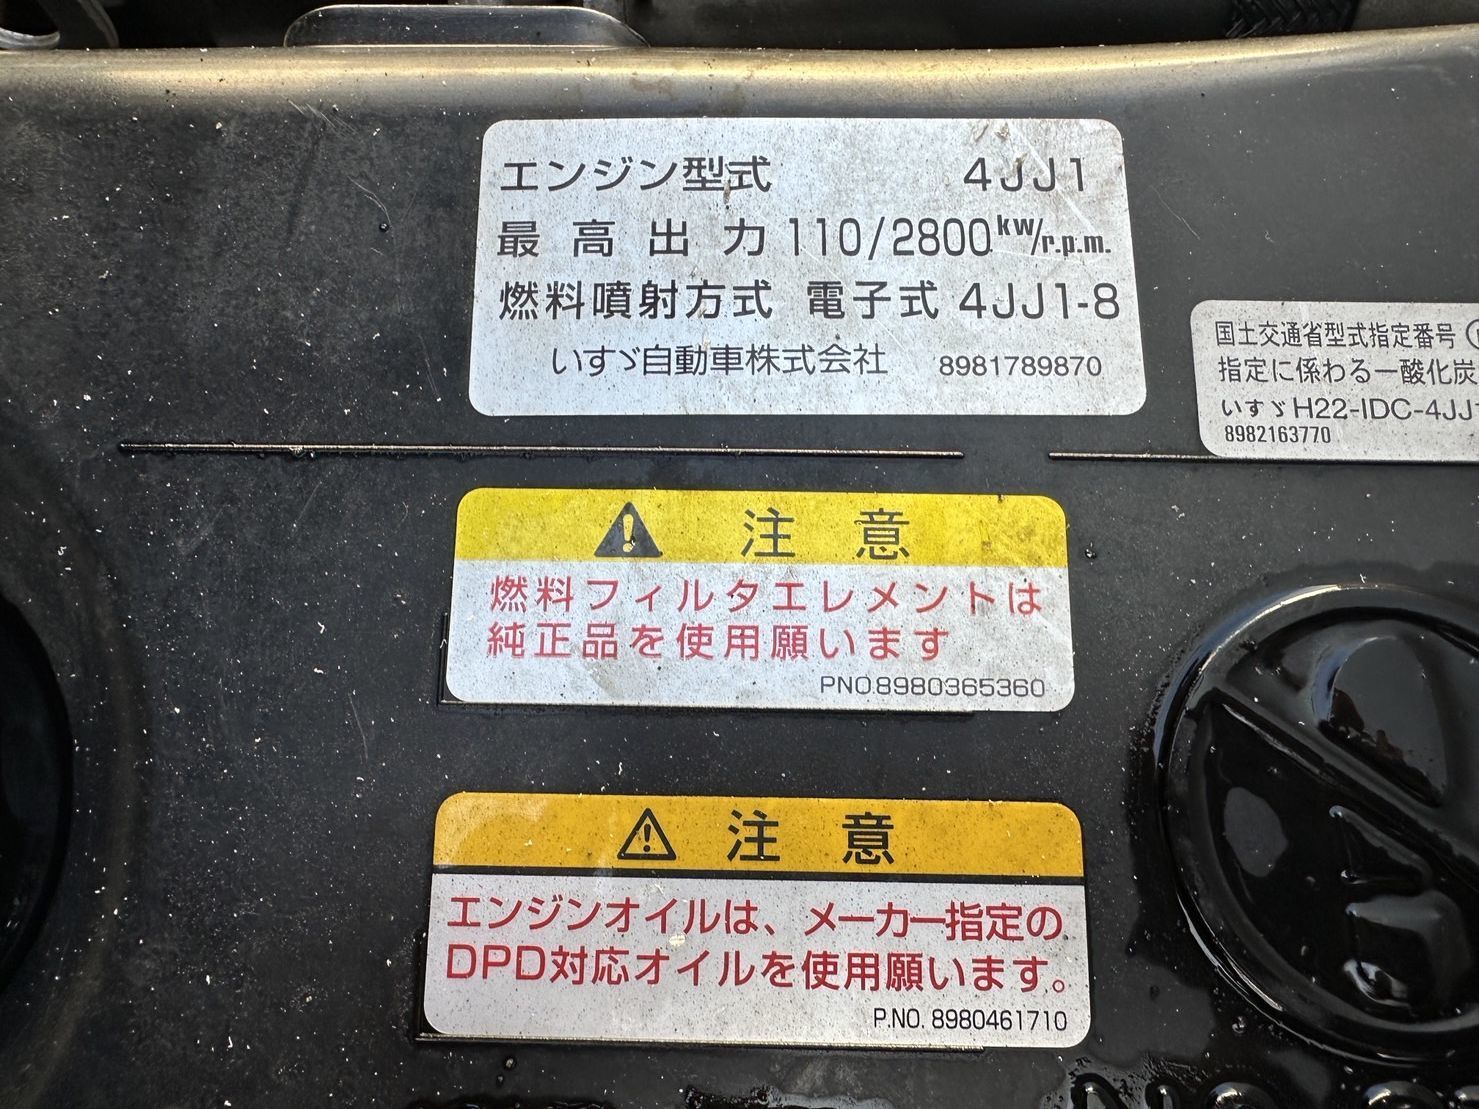 エンジン型式 4JJ1
最高出力 110/2800 kw/r.p.m.
燃料噴射方式 電子式 4JJ1-8
いすゞ自動車株式会社 8981789870
国土交通省型式指定番号
指定に係わる一酸化炭
いすゞH22-IDC-4JJ
8982163770
注意
燃料フィルタエレメントは
純正品を使用願います
PNO.8980365360
注意
エンジンオイルは、メーカー指定の
DPD対応オイルを使用願います。
P.NO. 8980461710